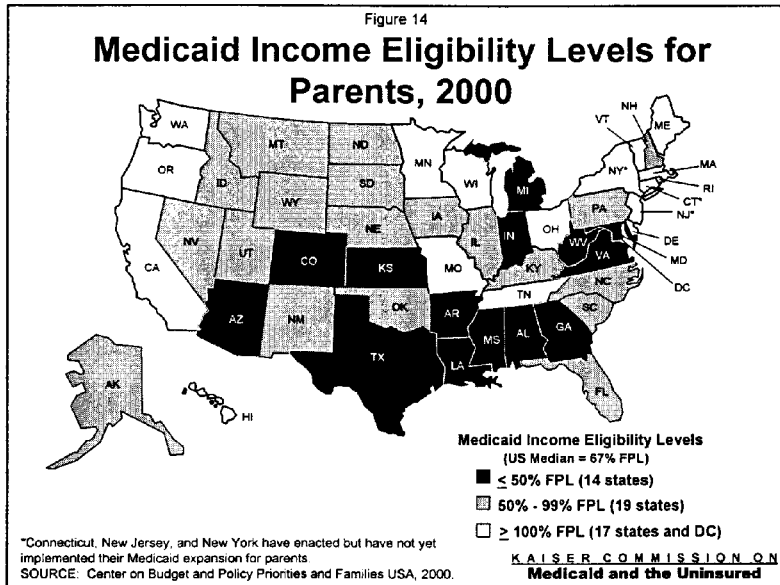 Figure 14
Medicaid Income Eligibility Levels for
Parents, 2000
WA
OR
CA
ID
NV
MT
WY
UT
AZ
CO
NM
ND
SD
NE
KS
OK
TX
MN
IA
MO
AR
LA
WI
IL
MI
IN
OH
KY
TN
MS
AL
GA
FL
SC
NC
VA
WV
PA
NY*
VT
NH
ME
MA
RI
CT*
NJ*
DE
MD
DC
AK
HI
Medicaid Income Eligibility Levels
(US Median = 67% FPL)
≤ 50% FPL (14 states)
50% - 99% FPL (19 states)
≥ 100% FPL (17 states and DC)
*Connecticut, New Jersey, and New York have enacted but have not yet
implemented their Medicaid expansion for parents.
SOURCE: Center on Budget and Policy Priorities and Families USA, 2000.
KAISER COMMISSION ON
Medicaid and the Uninsured